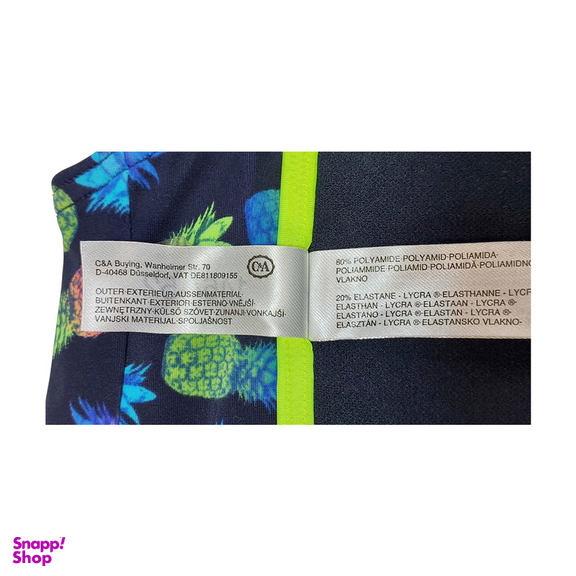 C&A Buying, Wanheimer Str. 70
D-40468 Düsseldorf, VAT DE811809155
C&A
OUTER·EXTERIEUR·AUSSENMATERIAL·
BUITENKANT·EXTERIOR·ESTERNO·VNĚJŠÍ·
ZEWNĘTRZNY·KÜLSŐ SZÖVET·ZUNANJI·VONKAJŠÍ·
VANJSKI MATERIJAL·SPOLJAŠNOST
80% POLYAMIDE·POLYAMID·POLIAMIDA·
POLIAMMIDE·POLIAMID·POLIAMIDĂ·POLIAMIDNO
VLAKNO
20% ELASTANE - LYCRA ®·ELASTHANNE - LYC
ELASTHAN - LYCRA ®·ELASTAAN - LYCRA ®·
ELASTANO - LYCRA ®·ELASTAN - LYCRA ®·
ELASZTÁN - LYCRA ®·ELASTANSKO VLAKNO-
Snapp!
Shop